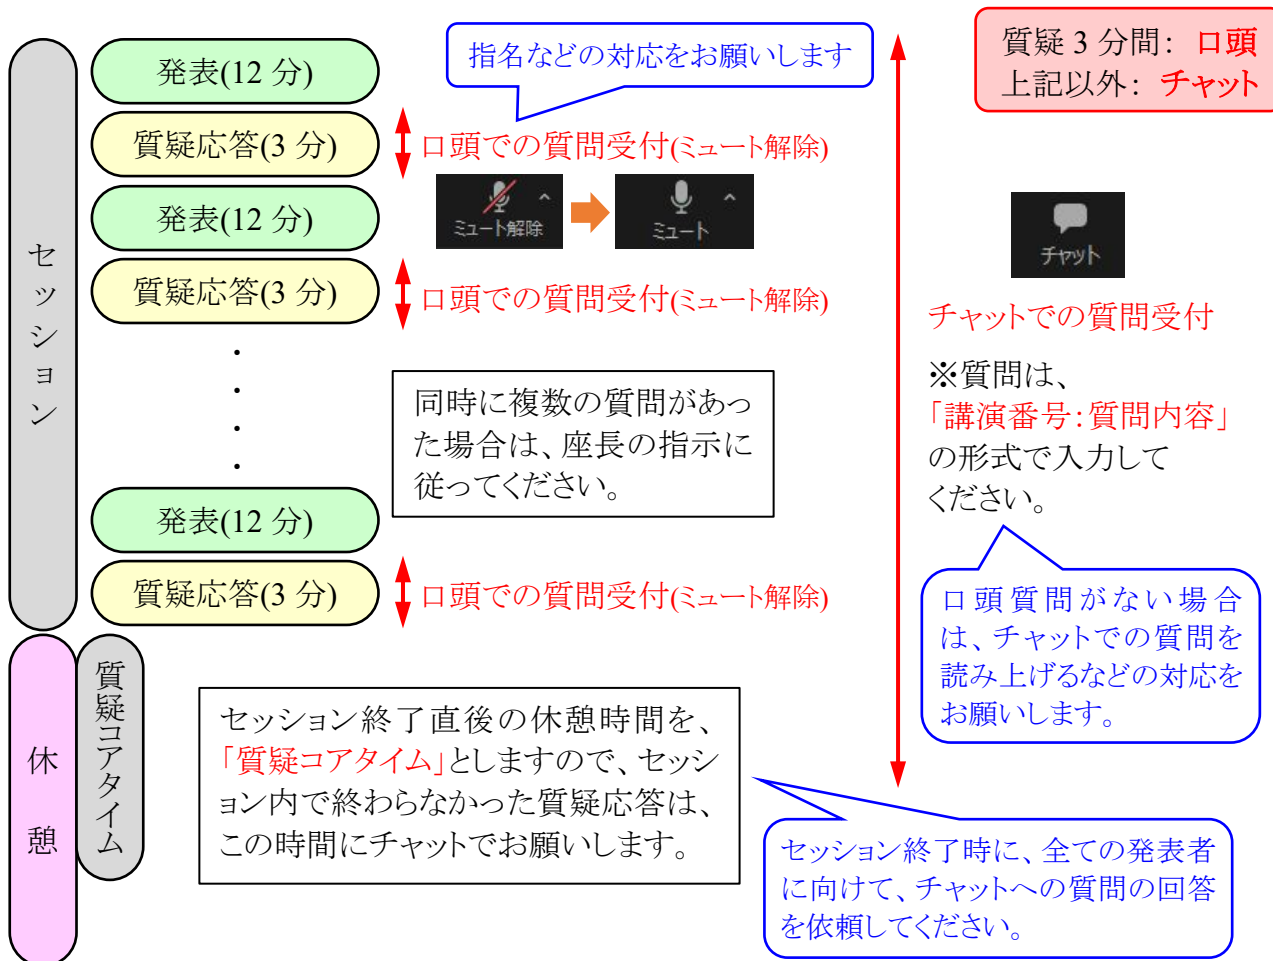 発表(12 分)
質疑応答(3 分)
発表(12 分)
質疑応答(3 分)
・
・
・
・
発表(12 分)
質疑応答(3 分)
セッション
休憩
質疑コアタイム
指名などの対応をお願いします
口頭での質問受付(ミュート解除)
ミュート解除
ミュート
口頭での質問受付(ミュート解除)
同時に複数の質問があっ
た場合は、座長の指示に
従ってください。
口頭での質問受付(ミュート解除)
セッション終了直後の休憩時間を、
「質疑コアタイム」としますので、セッシ
ョン内で終わらなかった質疑応答は、
この時間にチャットでお願いします。
質疑 3 分間: 口頭
上記以外: チャット
チャット
チャットでの質問受付
※質問は、
「講演番号:質問内容」
の形式で入力して
ください。
口頭質問がない場合
は、チャットでの質問を
読み上げるなどの対応を
お願いします。
セッション終了時に、全ての発表者
に向けて、チャットへの質問の回答
を依頼してください。